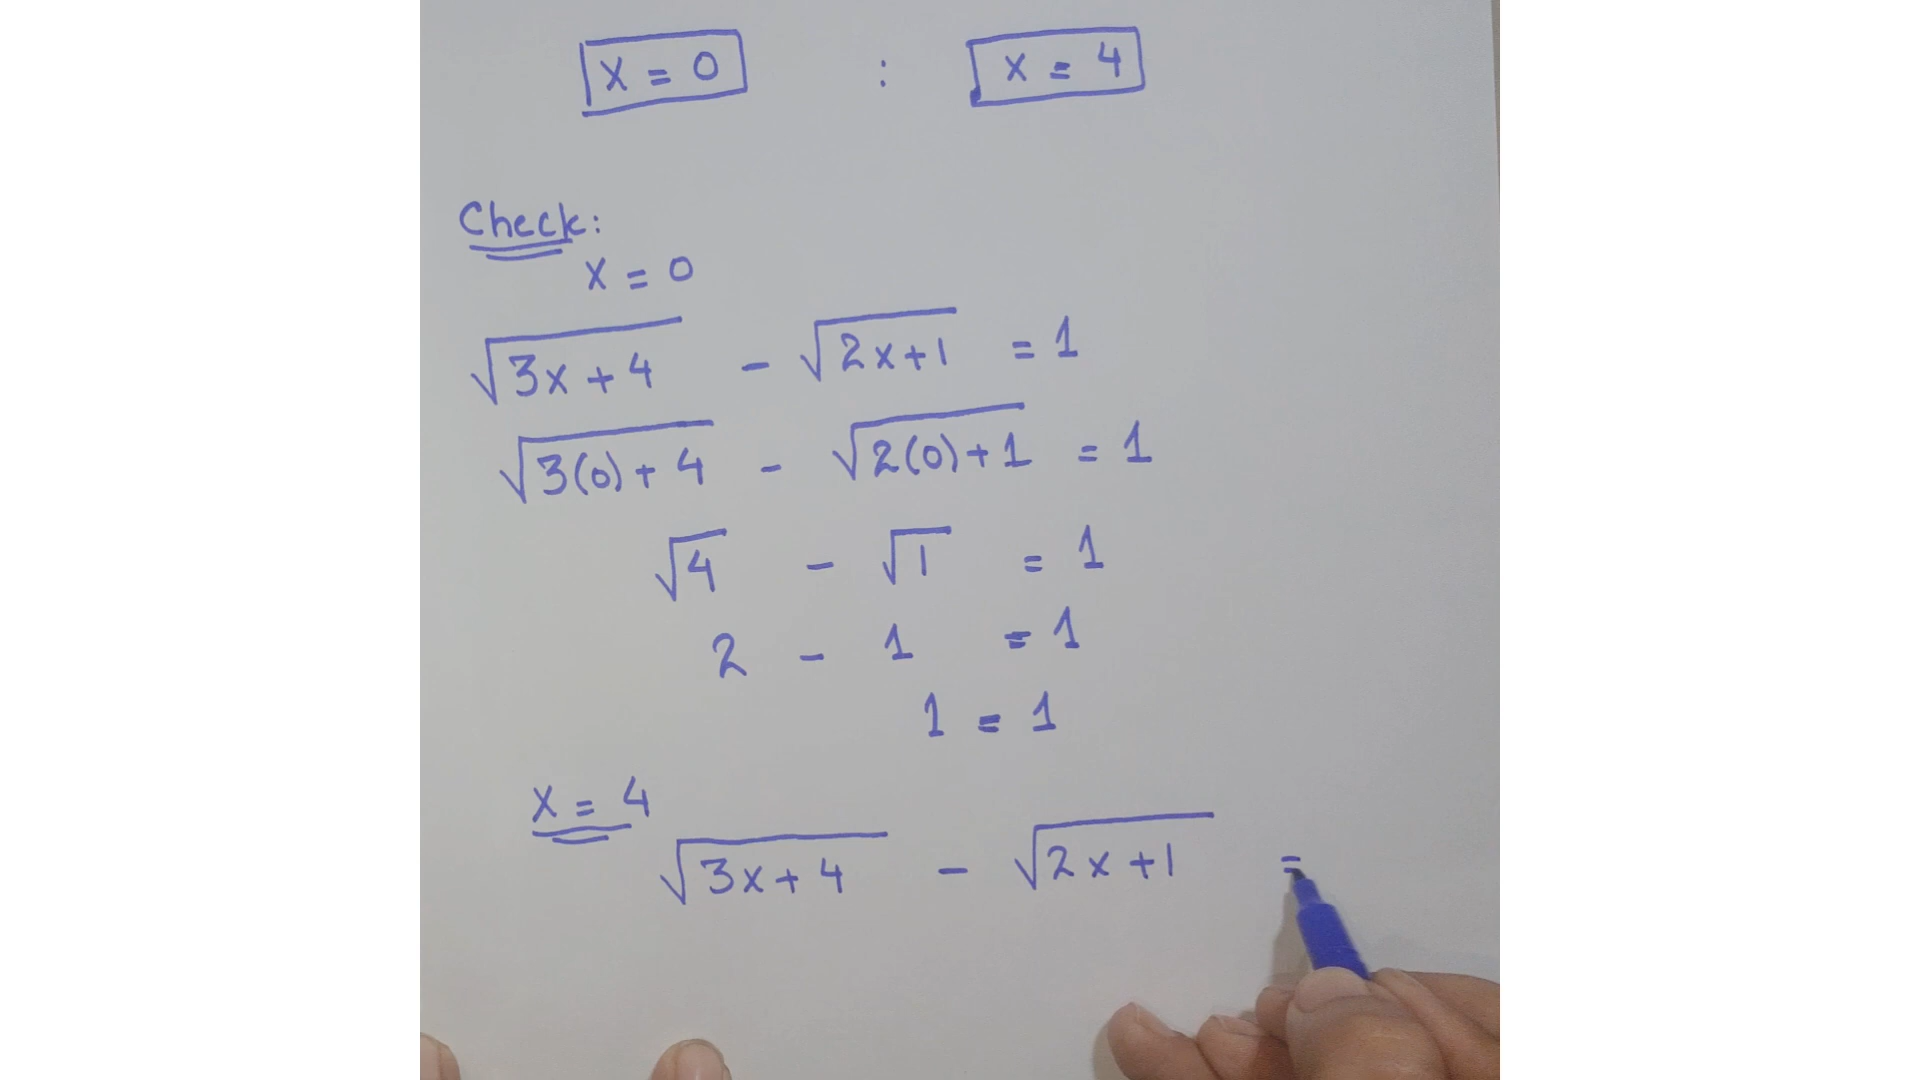 x = 0 : x = 4
Check:
x = 0
√3x + 4 - √2x+1 = 1
√3(0) + 4 - √2(0)+1 = 1
√4 - √1 = 1
2 - 1 = 1
1 = 1
x = 4
√3x+4 - √2x+1 =